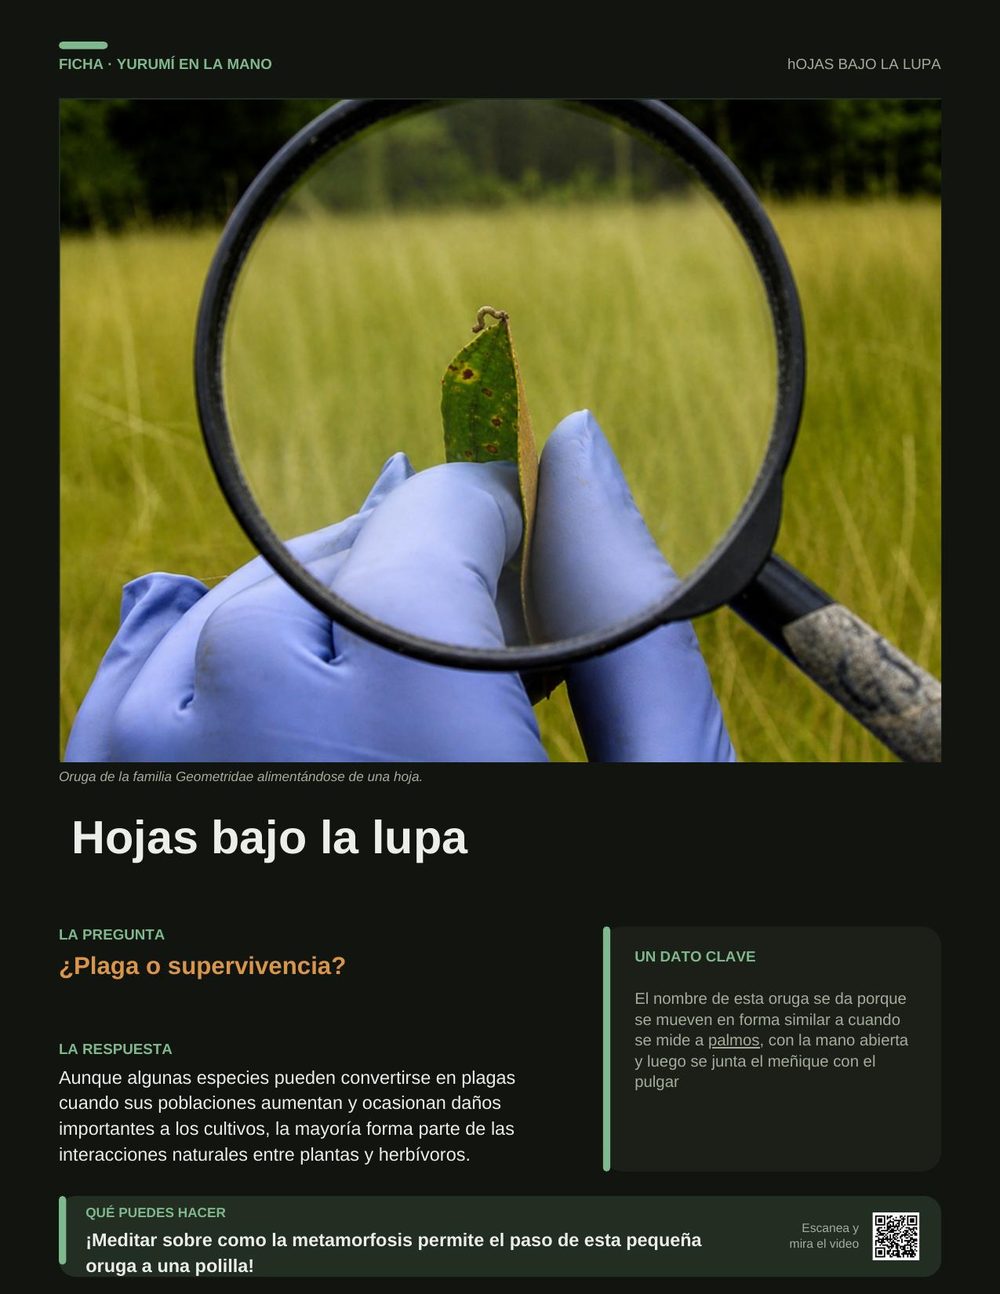 FICHA · YURUMÍ EN LA MANO
hOJAS BAJO LA LUPA
Oruga de la familia Geometridae alimentándose de una hoja.
Hojas bajo la lupa
LA PREGUNTA
¿Plaga o supervivencia?
LA RESPUESTA
Aunque algunas especies pueden convertirse en plagas
cuando sus poblaciones aumentan y ocasionan daños
importantes a los cultivos, la mayoría forma parte de las
interacciones naturales entre plantas y herbívoros.
UN DATO CLAVE
El nombre de esta oruga se da porque
se mueven en forma similar a cuando
se mide a palmos, con la mano abierta
y luego se junta el meñique con el
pulgar
QUÉ PUEDES HACER
¡Meditar sobre como la metamorfosis permite el paso de esta pequeña
oruga a una polilla!
Escanea y
mira el video